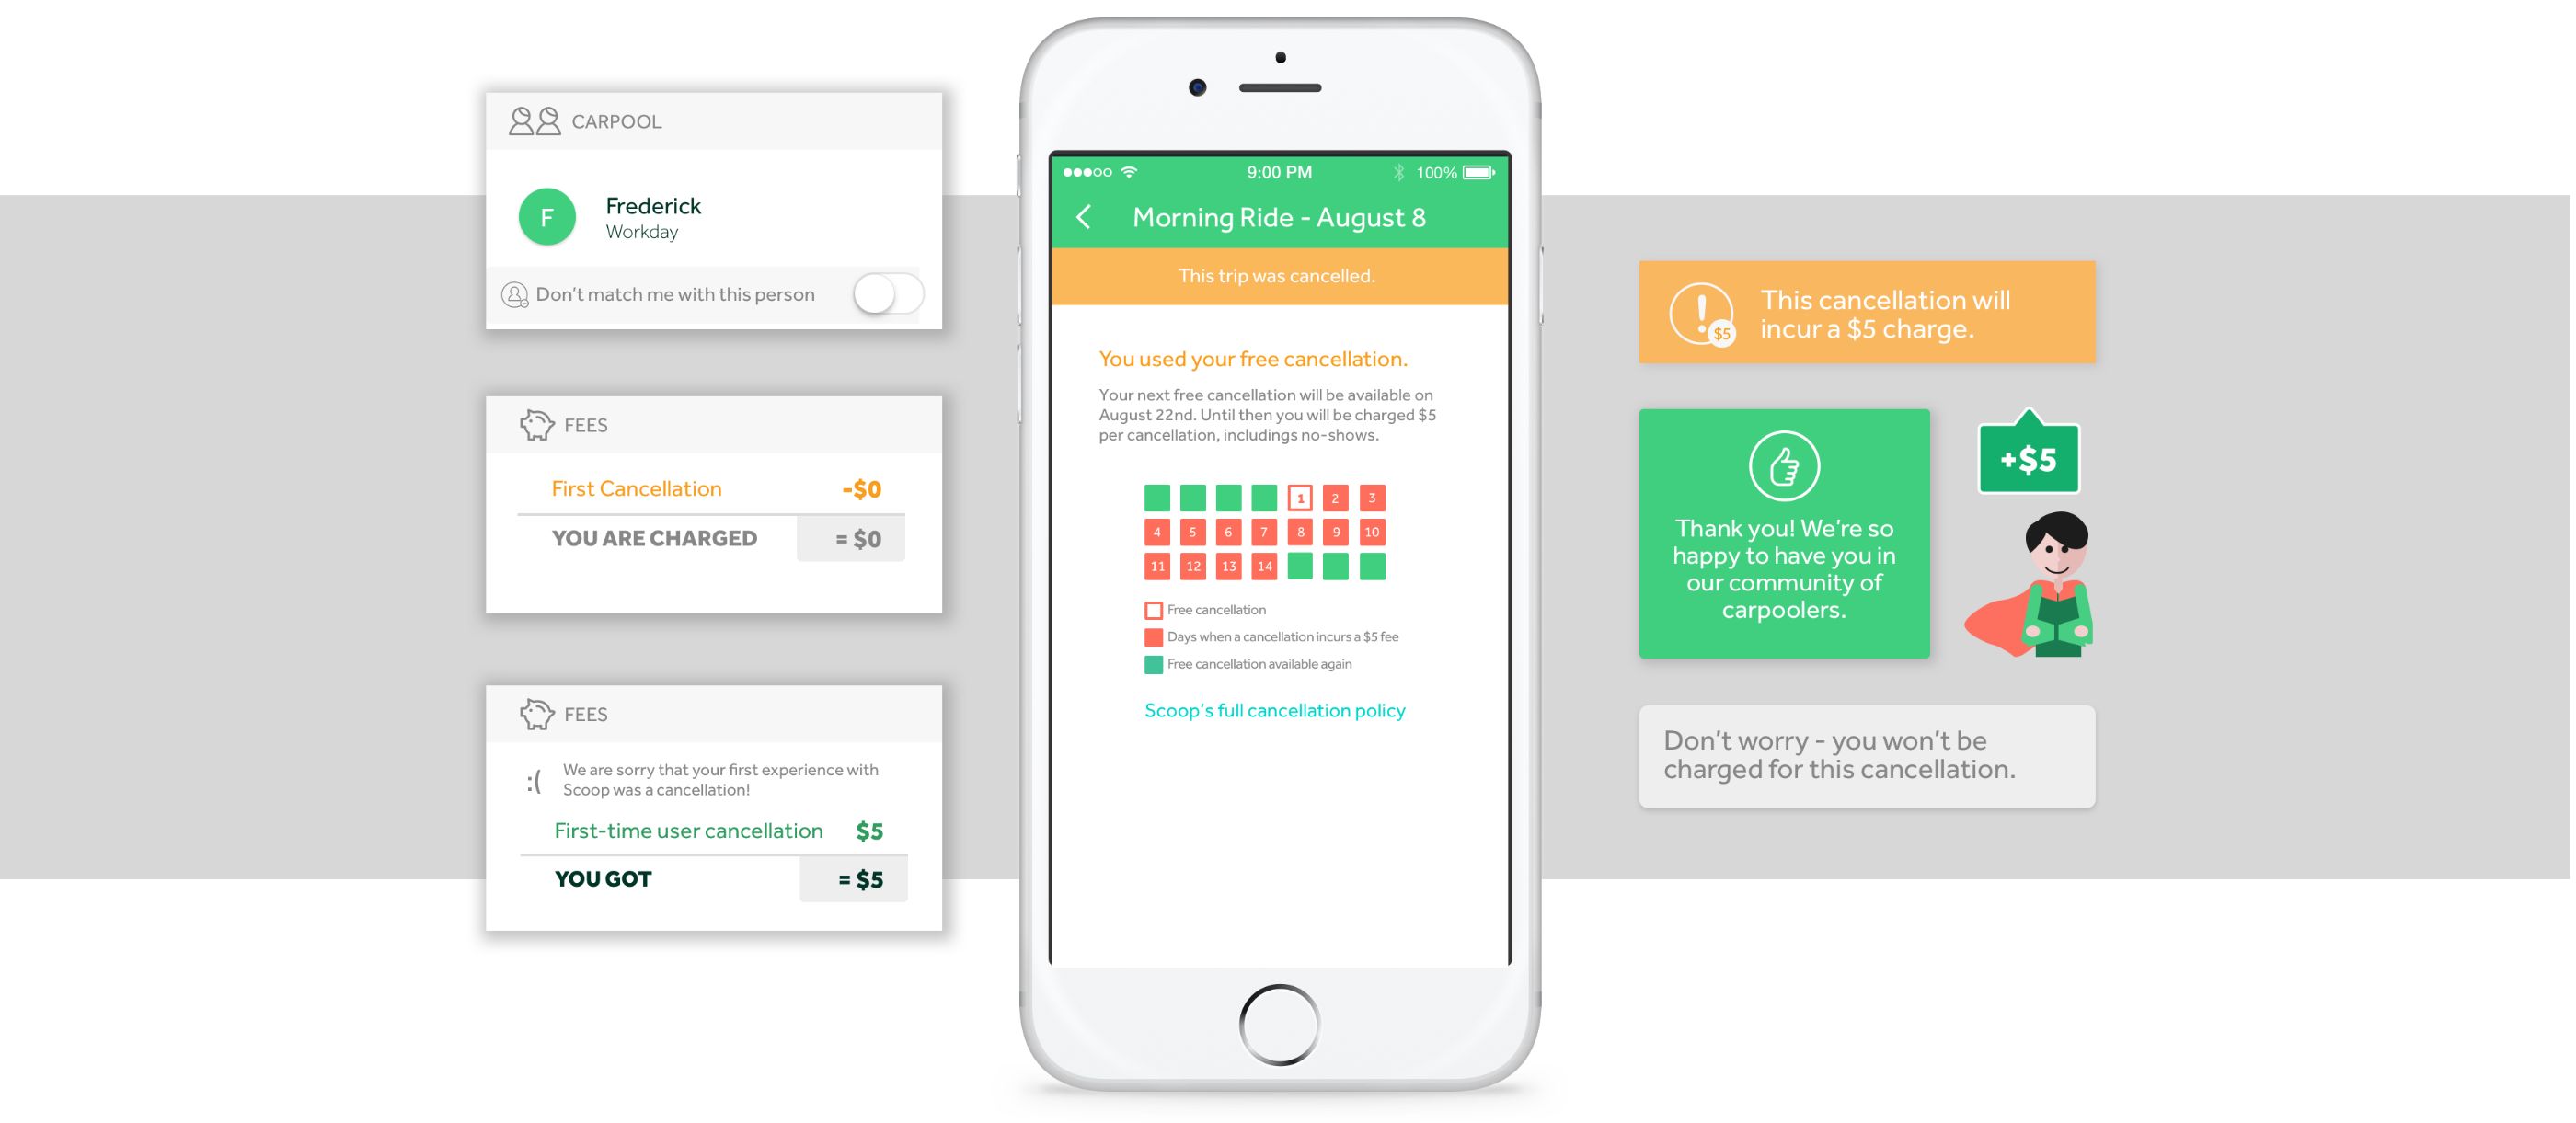 CARPOOL
F
Frederick
Workday
Don't match me with this person
FEES
First Cancellation -$0
YOU ARE CHARGED = $0
FEES
:(
We are sorry that your first experience with
Scoop was a cancellation!
First-time user cancellation $5
YOU GOT = $5
9:00 PM 100%
Morning Ride - August 8
This trip was cancelled.
You used your free cancellation.
Your next free cancellation will be available on
August 22nd. Until then you will be charged $5
per cancellation, includings no-shows.
1 2 3
4 5 6 7 8 9 10
11 12 13 14
Free cancellation
Days when a cancellation incurs a $5 fee
Free cancellation available again
Scoop's full cancellation policy
$5
This cancellation will
incur a $5 charge.
Thank you! We're so
happy to have you in
our community of
carpoolers.
+$5
Don't worry - you won't be
charged for this cancellation.